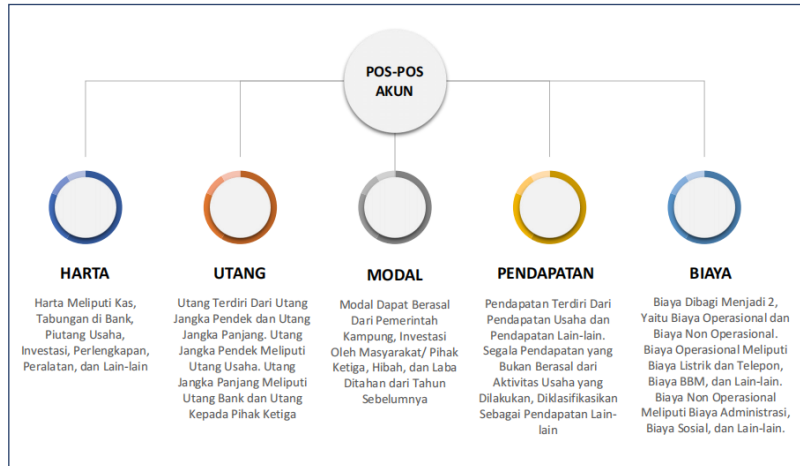 POS-POS
AKUN
HARTA
Harta Meliputi Kas,
Tabungan di Bank,
Piutang Usaha,
Investasi, Perlengkapan,
Peralatan, dan Lain-lain
UTANG
Utang Terdiri Dari Utang
Jangka Pendek dan Utang
Jangka Panjang. Utang
Jangka Pendek Meliputi
Utang Usaha. Utang
Jangka Panjang Meliputi
Utang Bank dan Utang
Kepada Pihak Ketiga
MODAL
Modal Dapat Berasal
Dari Pemerintah
Kampung, Investasi
Oleh Masyarakat/ Pihak
Ketiga, Hibah, dan Laba
Ditahan dari Tahun
Sebelumnya
PENDAPATAN
Pendapatan Terdiri Dari
Pendapatan Usaha dan
Pendapatan Lain-lain.
Segala Pendapatan yang
Bukan Berasal dari
Aktivitas Usaha yang
Dilakukan, Diklasifikasikan
Sebagai Pendapatan Lain-
lain
BIAYA
Biaya Dibagi Menjadi 2,
Yaitu Biaya Operasional dan
Biaya Non Operasional.
Biaya Operasional Meliputi
Biaya Listrik dan Telepon,
Biaya BBM, dan Lain-lain.
Biaya Non Operasional
Meliputi Biaya Administrasi,
Biaya Sosial, dan Lain-lain.